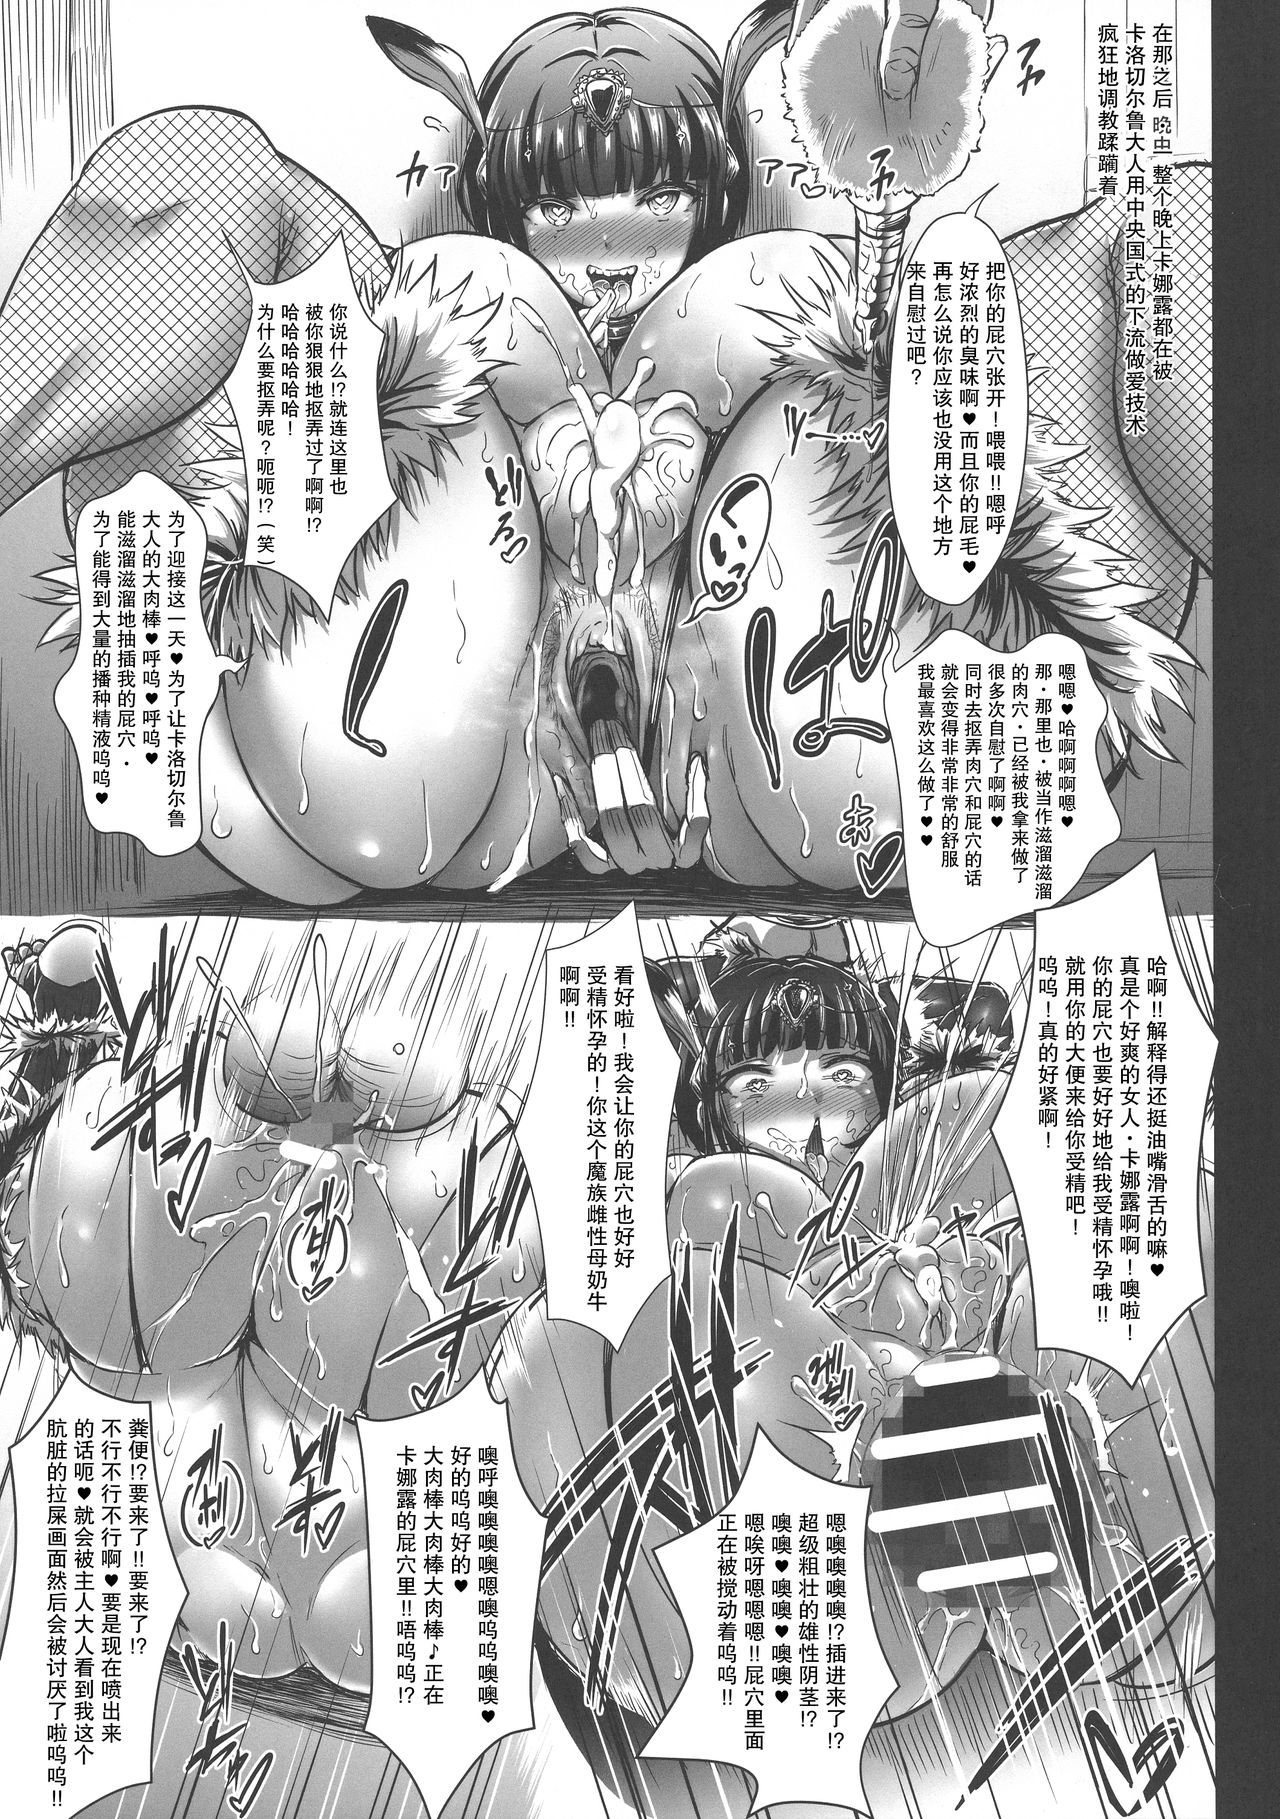 在那之后 晚虫 整个晚上卡娜露都在被
卡洛切尔鲁大人用中央国式的下流做爱技术
疯狂地调教蹂躏着
把你的屁穴张开！喂喂!!嗯呼
好浓烈的臭味啊♥而且你的屁毛♥
再怎么说你应该也没用这个地方
来自慰过吧？
你说什么!?就连这里也
被你狠狠地抠弄过了啊啊!?
哈哈哈哈哈哈！
为什么要抠弄呢？呃呃!?(笑)
嗯嗯♥哈啊啊啊嗯♥
那·那里也·被当作滋溜滋溜
的肉穴·已经被我拿来做了
很多次自慰了啊啊♥
同时去抠弄肉穴和屁穴的话
就会变得非常非常的舒服
我最喜欢这么做了♥♥
为了迎接这一天♥为了让卡洛切尔鲁
大人的大肉棒♥呼呜♥呼呜♥
能滋溜滋溜地抽插我的屁穴·
为了能得到大量的播种精液呜呜♥
哈啊!!解释得还挺油嘴滑舌的嘛♥
真是个好爽的女人·卡娜露啊啊！噢啦！
你的屁穴也要好好地给我受精怀孕哦!!
就用你的大便来给你受精吧！
呜呜！真的好紧啊！
看好啦！我会让你的屁穴也好好
受精怀孕的！你这个魔族雌性母奶牛
啊啊!!
嗯噢噢噢噢!?插进来了!?
超级粗壮的雄性阴茎!?
噢噢♥噢噢♥噢噢♥
嗯唉呀嗯嗯嗯!!屁穴里面
正在被搅动着呜呜!!
噢呼噢噢噢噢嗯噢呜呜噢♥
好的呜呜好的♥
大肉棒大肉棒大肉棒♪正在
卡娜露的屁穴里!!唔呜呜!?
粪便!?要来了!!要来了!?
不行不行不行啊♥要是现在喷出来
的话呃♥就会被主人大人看到我这个
肮脏的拉屎画面然后会被讨厌了啦呜呜!!